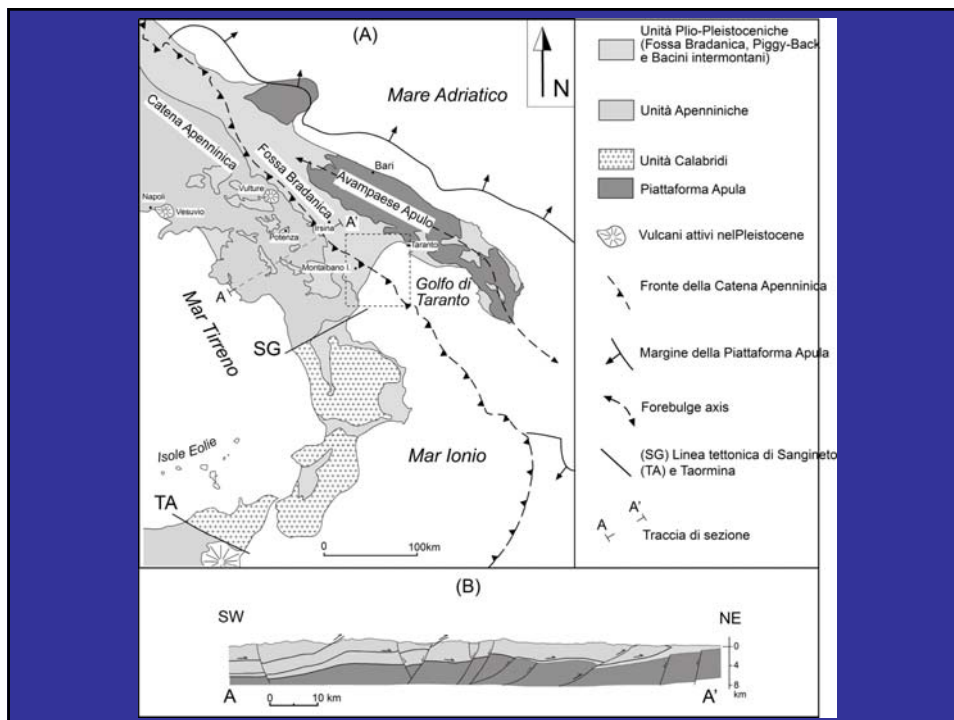 (A)
N
Mare Adriatico
Catena Apenninica
Fossa Bradanica
Avampaese Apulo
Bari
Napoli
Vesuvio
Vulture
Irsina
A'
Potenza
Taranto
Montalbano I.
A
Golfo di
Taranto
Mar Tirreno
SG
Mar Ionio
Isole Eolie
TA
0 100km
Unità Plio-Pleistoceniche
(Fossa Bradanica, Piggy-Back
e Bacini intermontani)
Unità Apenniniche
Unità Calabridi
Piattaforma Apula
Vulcani attivi nelPleistocene
Fronte della Catena Apenninica
Margine della Piattaforma Apula
Forebulge axis
(SG) Linea tettonica di Sangineto
(TA) e Taormina
A A'
Traccia di sezione
(B)
SW NE
0
4
8
km
A A'
0 10 km